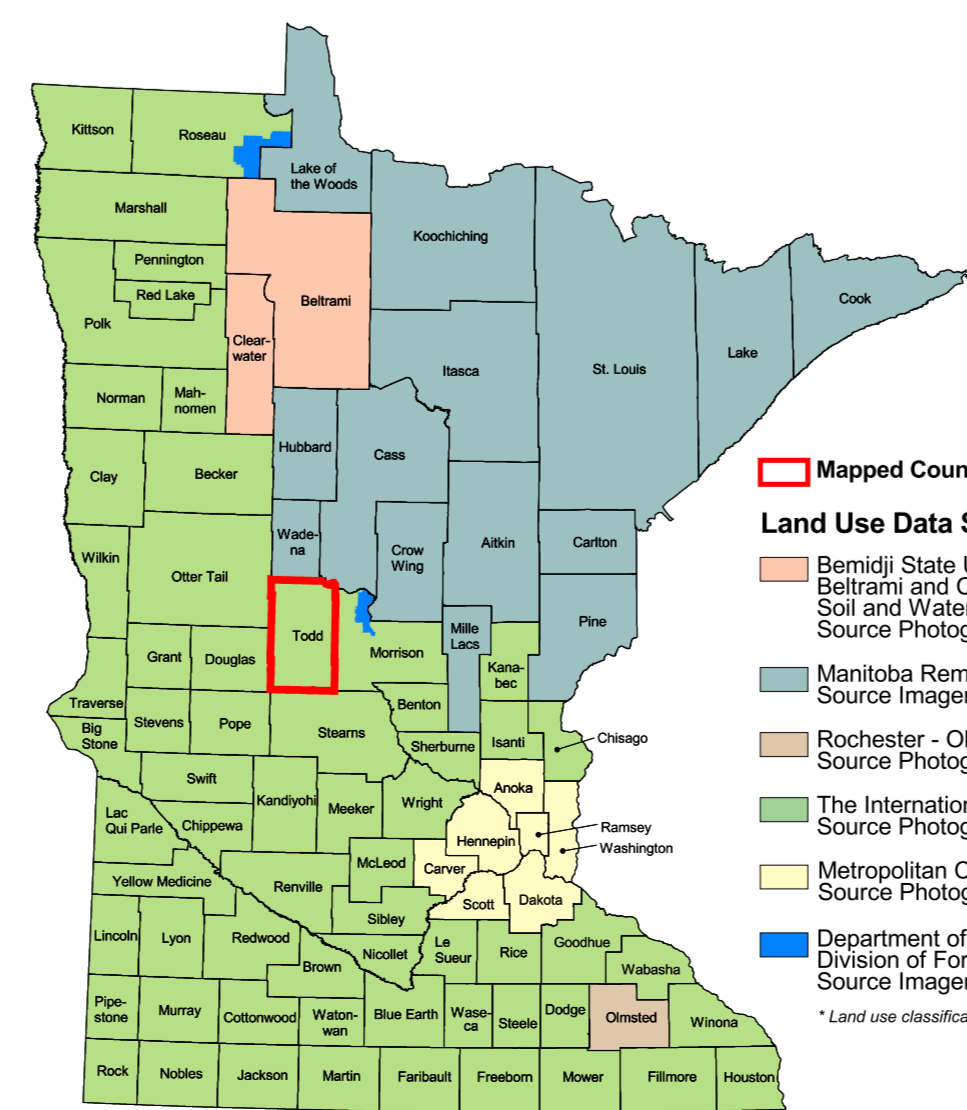 Kittson
Roseau
Lake of
the Woods
Marshall
Koochiching
Pennington
Red Lake
Beltrami
Cook
Polk
Clear-
water
Lake
Itasca
St. Louis
Norman
Mah-
nomen
Hubbard
Cass
Clay
Becker
Wade-
na
Crow
Wing
Aitkin
Carlton
Wilkin
Otter Tail
Todd
Mille
Lacs
Pine
Grant
Douglas
Morrison
Kana-
bec
Traverse
Benton
Big
Stone
Stevens
Pope
Stearns
Sherburne
Isanti
Chisago
Swift
Anoka
Kandiyohi
Meeker
Wright
Lac
Qui Parle
Chippewa
Hennepin
Ramsey
Washington
McLeod
Carver
Yellow Medicine
Renville
Scott
Dakota
Sibley
Lincoln
Lyon
Redwood
Nicollet
Le
Sueur
Rice
Goodhue
Brown
Wabasha
Pipe-
stone
Murray
Cottonwood
Waton-
wan
Blue Earth
Wase-
ca
Steele
Dodge
Olmsted
Winona
Rock
Nobles
Jackson
Martin
Faribault
Freeborn
Mower
Fillmore
Houston
Mapped Coun
Land Use Data S
Bemidji State U
Beltrami and C
Soil and Water
Source Photog
Manitoba Rem
Source Imager
Rochester - Ol
Source Photog
The Internation
Source Photog
Metropolitan C
Source Photog
Department of
Division of For
Source Imager
* Land use classifica